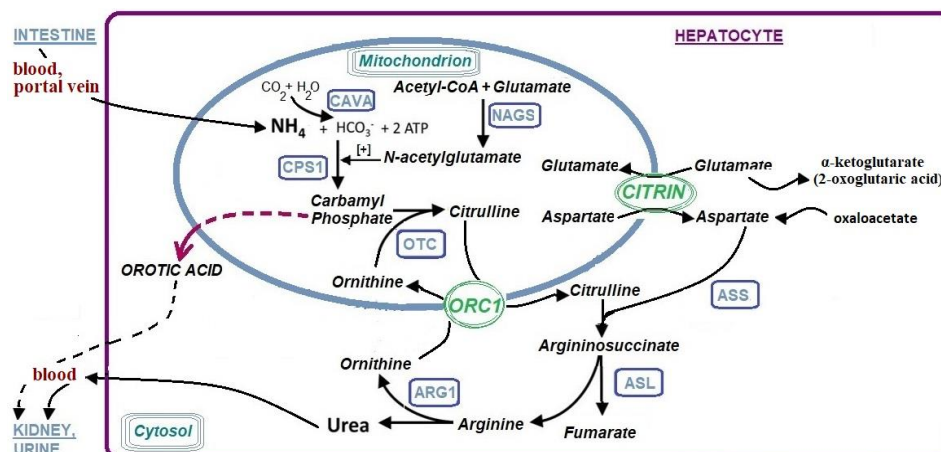 INTESTINE
blood,
portal vein
HEPATOCYTE
Mitochondrion
CO2 + H2O
CAVA
Acetyl-CoA + Glutamate
NH4 + HCO3- + 2 ATP
NAGS
[+]
N-acetylglutamate
CPS1
Glutamate
Glutamate
α-ketoglutarate
(2-oxoglutaric acid)
CITRIN
Carbamyl
Phosphate
Citrulline
Aspartate
Aspartate
oxaloacetate
OTC
OROTIC ACID
Ornithine
ORC1
Citrulline
ASS
Argininosuccinate
Ornithine
blood
ARG1
ASL
Urea
Arginine
Fumarate
KIDNEY,
URINE
Cytosol